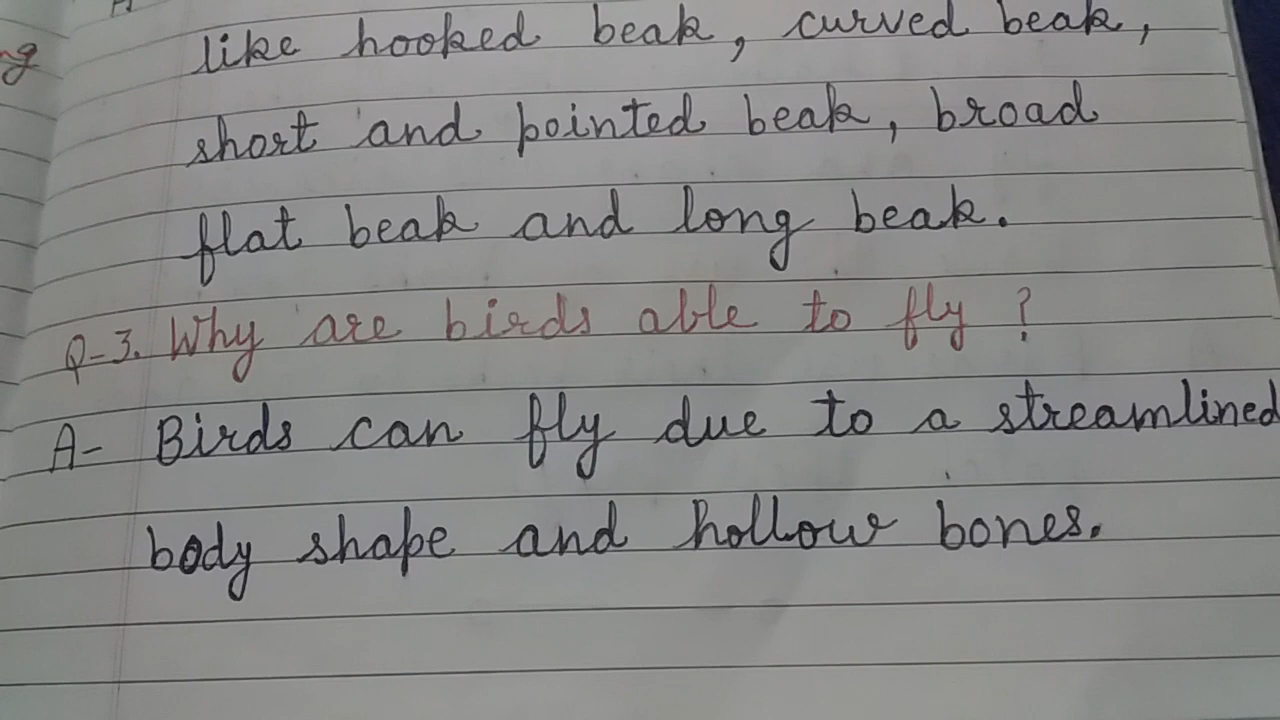 like hooked beak, curved beak,
short and pointed beak, broad
flat beak and long beak.
Q-3. Why are birds able to fly ?
A- Birds can fly due to a streamlined
body shape and hollow bones.